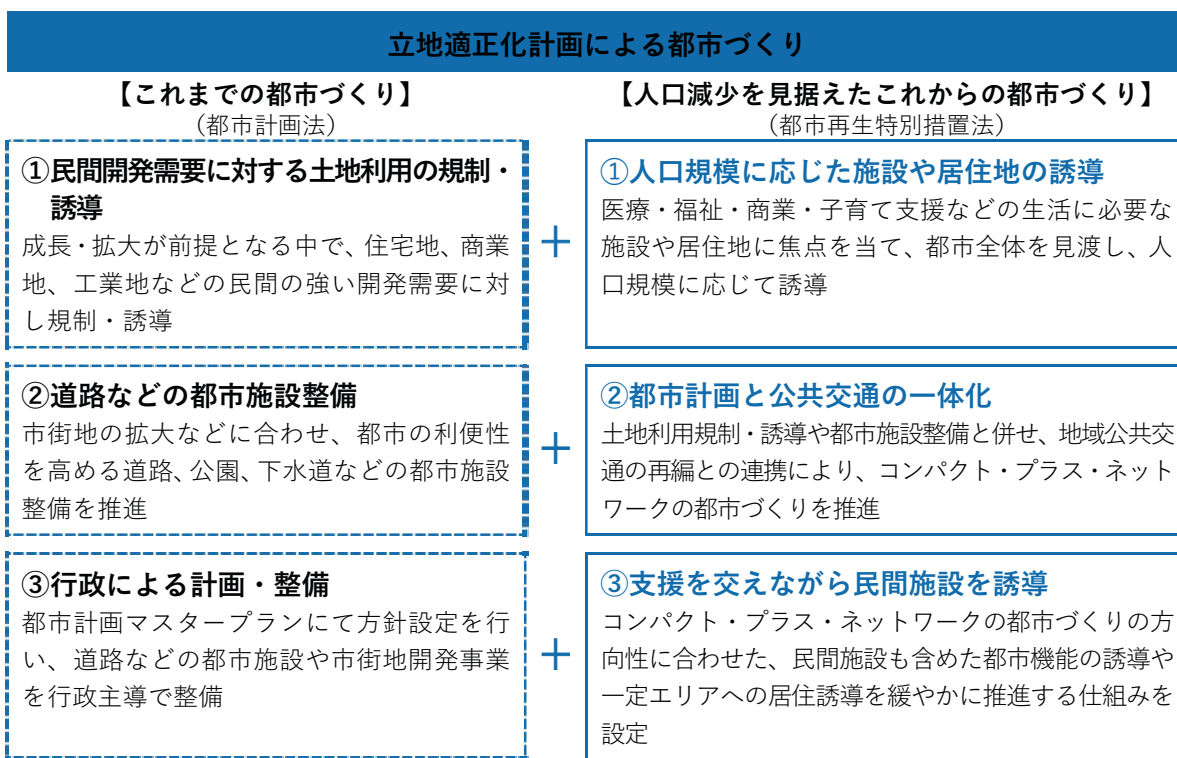 立地適正化計画による都市づくり
【これまでの都市づくり】
（都市計画法）
①民間開発需要に対する土地利用の規制・
誘導
成長・拡大が前提となる中で、住宅地、商業
地、工業地などの民間の強い開発需要に対
し規制・誘導
②道路などの都市施設整備
市街地の拡大などに合わせ、都市の利便性
を高める道路、公園、下水道などの都市施設
整備を推進
③行政による計画・整備
都市計画マスタープランにて方針設定を行
い、道路などの都市施設や市街地開発事業
を行政主導で整備
＋
＋
＋
【人口減少を見据えたこれからの都市づくり】
（都市再生特別措置法）
①人口規模に応じた施設や居住地の誘導
医療・福祉・商業・子育て支援などの生活に必要な
施設や居住地に焦点を当て、都市全体を見渡し、人
口規模に応じて誘導
②都市計画と公共交通の一体化
土地利用規制・誘導や都市施設整備と併せ、地域公共交
通の再編との連携により、コンパクト・プラス・ネット
ワークの都市づくりを推進
③支援を交えながら民間施設を誘導
コンパクト・プラス・ネットワークの都市づくりの方
向性に合わせた、民間施設も含めた都市機能の誘導や
一定エリアへの居住誘導を緩やかに推進する仕組みを
設定